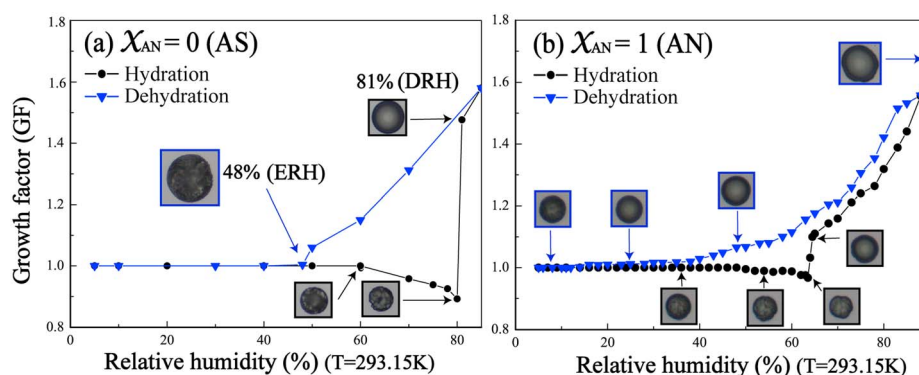 (a) χAN = 0 (AS)
Hydration
Dehydration
81% (DRH)
48% (ERH)
Growth factor (GF)
1.8
1.6
1.4
1.2
1.0
0.8
0
20
40
60
80
Relative humidity (%) (T=293.15K)
(b) χAN = 1 (AN)
Hydration
Dehydration
1.8
1.6
1.4
1.2
1.0
0.8
0
20
40
60
80
Relative humidity (%) (T=293.15K)